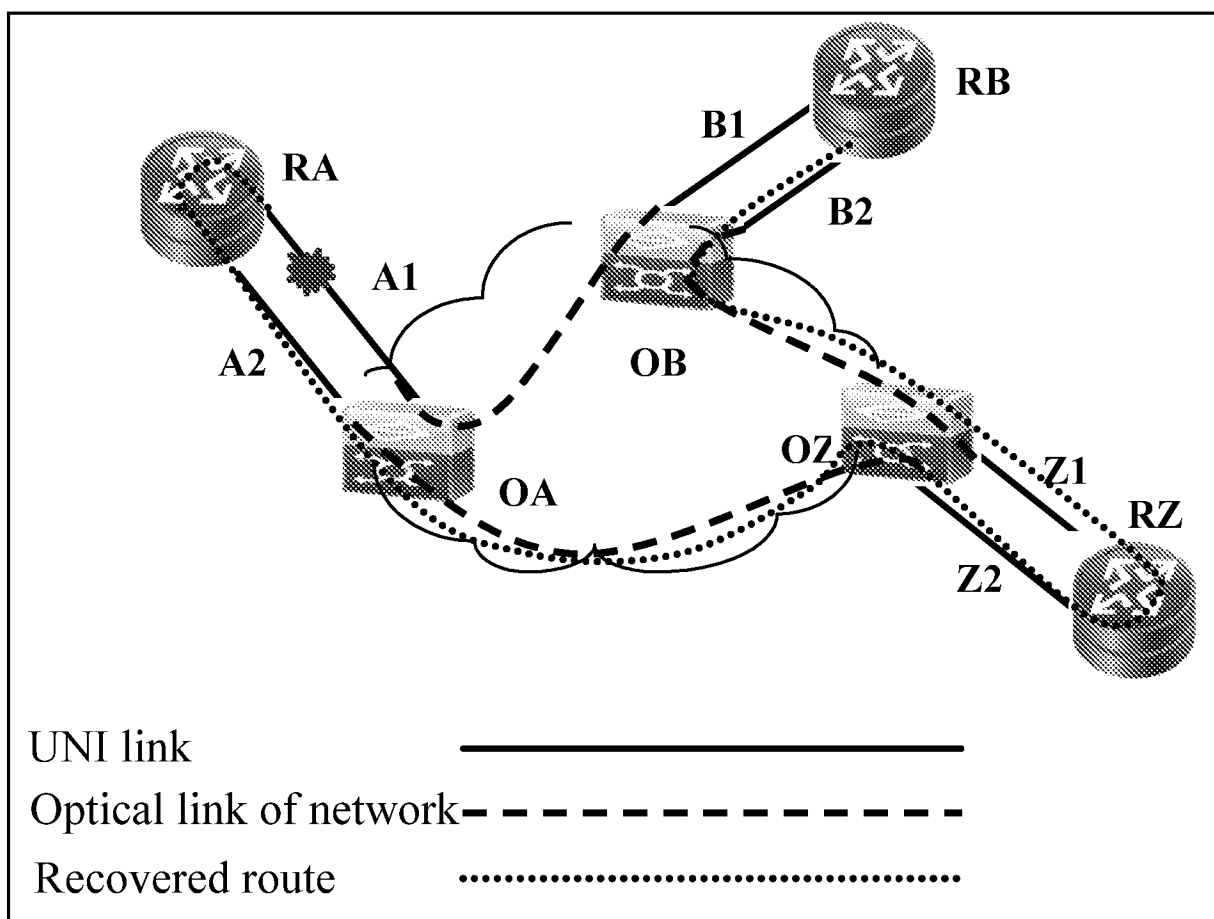 RB
B1
RA
B2
A1
A2
OB
OZ
Z1
OA
RZ
Z2
UNI link
Optical link of network
Recovered route